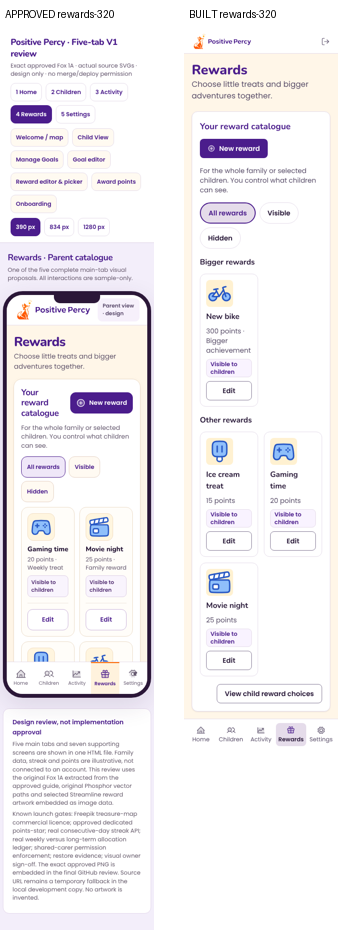 APPROVED rewards-320
Positive Percy · Five-tab V1
review
Exact approved Fox 1A · actual source SVGs ·
design only · no merge/deploy permission
1 Home
2 Children
3 Activity
4 Rewards
5 Settings
Welcome / map
Child View
Manage Goals
Goal editor
Reward editor & picker
Award points
Onboarding
390 px
834 px
1280 px
Rewards · Parent catalogue
One of the five complete main-tab visual
proposals. All interactions are sample-only.
Positive Percy
Parent view
· design
Rewards
Choose little treats and bigger
adventures together.
Your
reward
catalogue
New reward
For the whole family or selected
children. You control what children
can see.
All rewards
Visible
Hidden
Gaming time
20 points ·
Weekly treat
Visible to
children
Edit
Movie night
25 points ·
Family reward
Visible to
children
Edit
Home
Children
Activity
Rewards
Settings
Design review, not implementation
approval
Five main tabs and seven supporting
screens are shown in one HTML file. Family
data, streak and points are illustrative, not
connected to an account. This review uses
the original Fox 1A extracted from the
approved guide, original Phosphor vector
paths and selected Streamline reward
artwork embedded as image data.
Known launch gates: Freepik treasure-map
commercial licence; approved dedicated
points-star; real consecutive-day streak API;
real weekly versus long-term allocation
ledger; shared-carer permission
enforcement; restore evidence; visual owner
sign-off. The exact approved PNG is
embedded in the final GitHub review. Source
URL remains a temporary fallback in the
local development copy. No artwork is
invented.
BUILT rewards-320
Positive Percy
Rewards
Choose little treats and bigger
adventures together.
Your reward catalogue
New reward
For the whole family or selected
children. You control what children
can see.
All rewards
Visible
Hidden
Bigger rewards
New bike
300 points ·
Bigger
achievement
Visible to
children
Edit
Other rewards
Ice cream
treat
15 points
Visible to
children
Edit
Gaming
time
20 points
Visible to
children
Edit
Movie night
25 points
Visible to
children
Edit
View child reward choices
Home
Children
Activity
Rewards
Settings